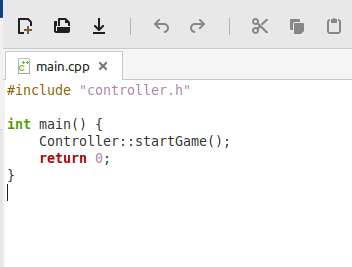 main.cpp
#include "controller.h"
int main() {
    Controller::startGame();
    return 0;
}